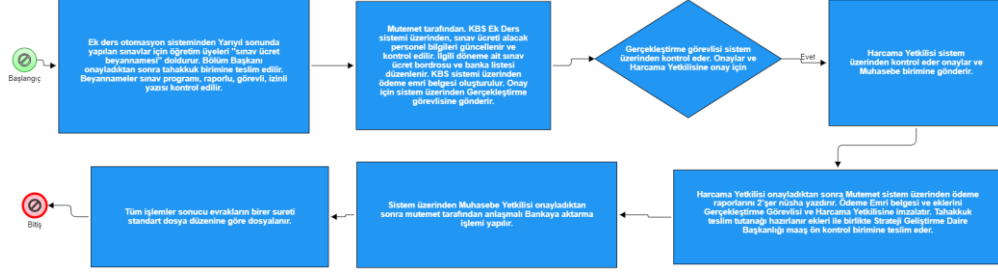 Başlangıç
Ek ders otomasyon sisteminden Yarıyıl sonunda
yapılan sınavlar için öğretim üyeleri "sınav ücret
beyannamesi" doldurur. Bölüm Başkanı
onayladıktan sonra tahakkuk birimine teslim edilir.
Beyannameler sınav programı, raporlu, görevli, izinli
yazısı kontrol edilir.
Mutemet tarafından. KBS Ek Ders
sistemi üzerinden, sınav ücreti alacak
personel bilgileri güncellenir ve
kontrol edilir. İlgili döneme ait sınav
ücret bordrosu ve banka listesi
düzenlenir. KBS sistemi üzerinden
ödeme emri belgesi oluşturulur. Onay
için sistem üzerinden Gerçekleştirme
görevlisine gönderir.
Gerçekleştirme görevlisi sistem
üzerinden kontrol eder. Onaylar ve
Harcama Yetkilisine onay için
Evet
Harcama Yetkilisi sistem
üzerinden kontrol eder onaylar ve
Muhasebe birimine gönderir.
Harcama Yetkilisi onayladıktan sonra Mutemet sistem üzerinden ödeme
raporlarını 2'şer nüsha yazdırır. Ödeme Emri belgesi ve eklerini
Gerçekleştirme Görevlisi ve Harcama Yetkilisine imzalatır. Tahakkuk
teslim tutanağı hazırlanır ekleri ile birlikte Strateji Geliştirme Daire
Başkanlığı maaş ön kontrol birimine teslim eder.
Sistem üzerinden Muhasebe Yetkilisi onayladıktan
sonra mutemet tarafından anlaşmalı Bankaya aktarma
işlemi yapılır.
Tüm işlemler sonucu evrakların birer sureti
standart dosya düzenine göre dosyalanır.
Bitiş